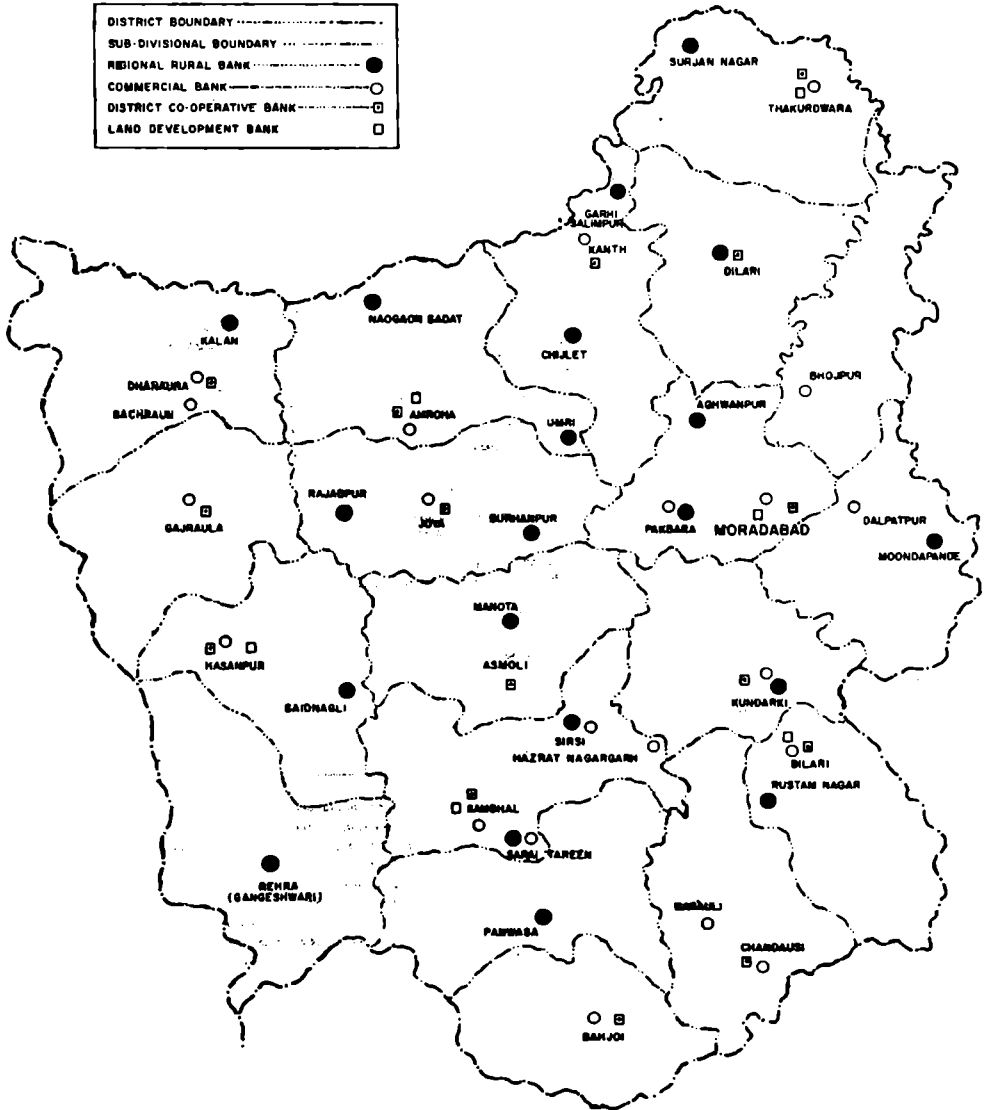 DISTRICT BOUNDARY
SUB-DIVISIONAL BOUNDARY
REGIONAL RURAL BANK
COMMERCIAL BANK
DISTRICT CO-OPERATIVE BANK
LAND DEVELOPMENT BANK
SURJAN NAGAR
THAKURDWARA
GARHI
SALIMPUR
KANTH
DILARI
NAOGAON SADAT
KALAN
CHIJLET
DHANAURA
BACHRAUN
AMROHA
BHOJPUR
AGHWANPUR
UMRI
RAJABPUR
JOYA
BURHANPUR
GAJRAULA
PAKBARA
MORADABAD
DALPATPUR
MOONDAPANDE
MANOTA
ASMOLI
HASANPUR
SAIDNAGLI
KUNDARKI
SIRSI
HAZRAT NAGARGARH
BILARI
RUSTAM NAGAR
SAMBHAL
SARAI TAREEN
REHRA
(GANGESHWARI)
PANWASA
CHANDAUSI
BAHJOI